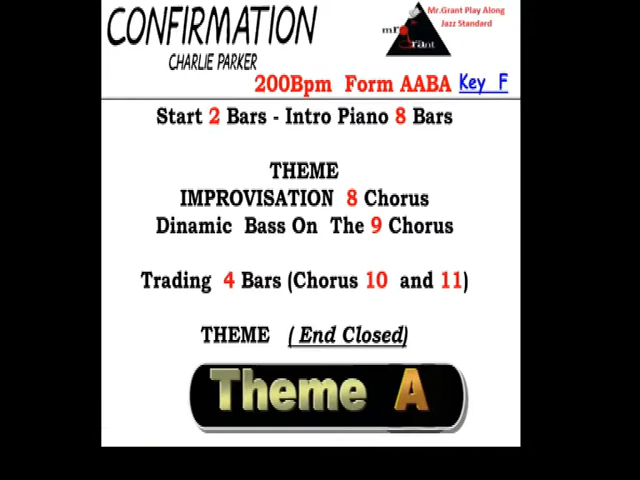 CONFIRMATION
CHARLIE PARKER
Mr.Grant Play Along
Jazz Standard
mr
Grant
200Bpm Form AABA Key F
Start 2 Bars - Intro Piano 8 Bars
THEME
IMPROVISATION 8 Chorus
Dinamic Bass On The 9 Chorus
Trading 4 Bars (Chorus 10 and 11)
THEME ( End Closed)
Theme A